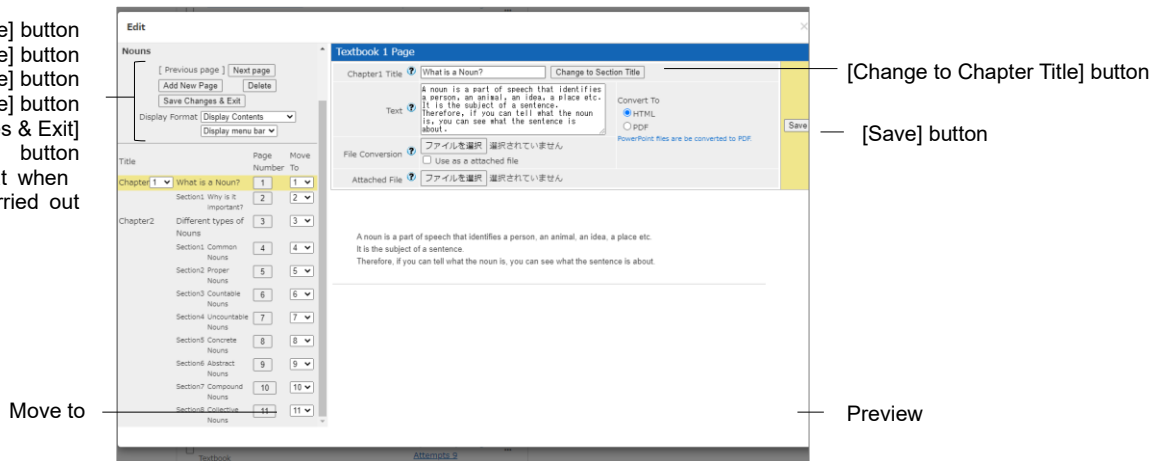 e] button
e] button
e] button
e] button
s & Exit]
button
t when
rried out
Move to
Edit
×
Nouns
[ Previous page ] Next page
Add New Page Delete
Save Changes & Exit
Display Format Display Contents
Display menu bar
Title Page Number Move To
Chapter 1 What is a Noun? 1 1
Section1 Why is it important? 2 2
Chapter2 Different types of Nouns 3 3
Section1 Common Nouns 4 4
Section2 Proper Nouns 5 5
Section3 Countable Nouns 6 6
Section4 Uncountable Nouns 7 7
Section5 Concrete Nouns 8 8
Section6 Abstract Nouns 9 9
Section7 Compound Nouns 10 10
Section8 Collective Nouns 11 11
Textbook 1 Page
Chapter1 Title ? What is a Noun? Change to Section Title
Text ?
A noun is a part of speech that identifies
a person, an animal, an idea, a place etc.
It is the subject of a sentence.
Therefore, if you can tell what the noun
is, you can see what the sentence is
about.
Convert To
HTML
PDF
PowerPoint files are be converted to PDF.
Save
File Conversion ? ファイルを選択 選択されていません
Use as a attached file
Attached File ? ファイルを選択 選択されていません
A noun is a part of speech that identifies a person, an animal, an idea, a place etc.
It is the subject of a sentence.
Therefore, if you can tell what the noun is, you can see what the sentence is about.
Textbook
Attempts 9
[Change to Chapter Title] button
[Save] button
Preview